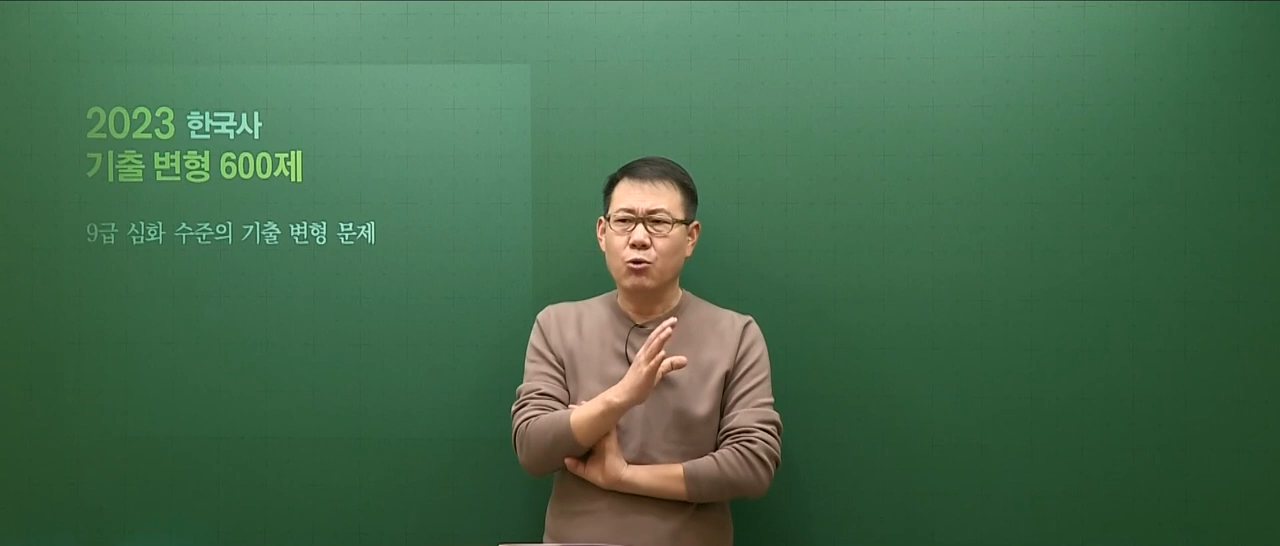 2023 한국사
기출 변형 600제
9급 심화 수준의 기출 변형 문제